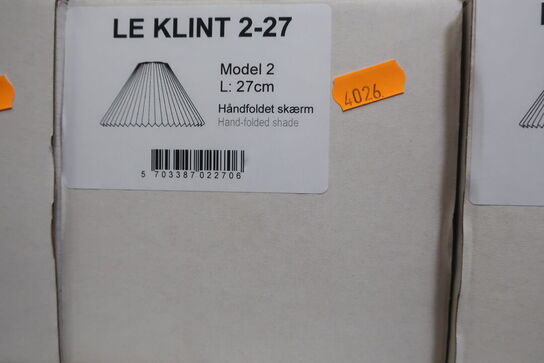 LE KLINT 2-27
Model 2
L: 27cm
Håndfoldet skærm
Hand-folded shade
4026
5 703387 022706